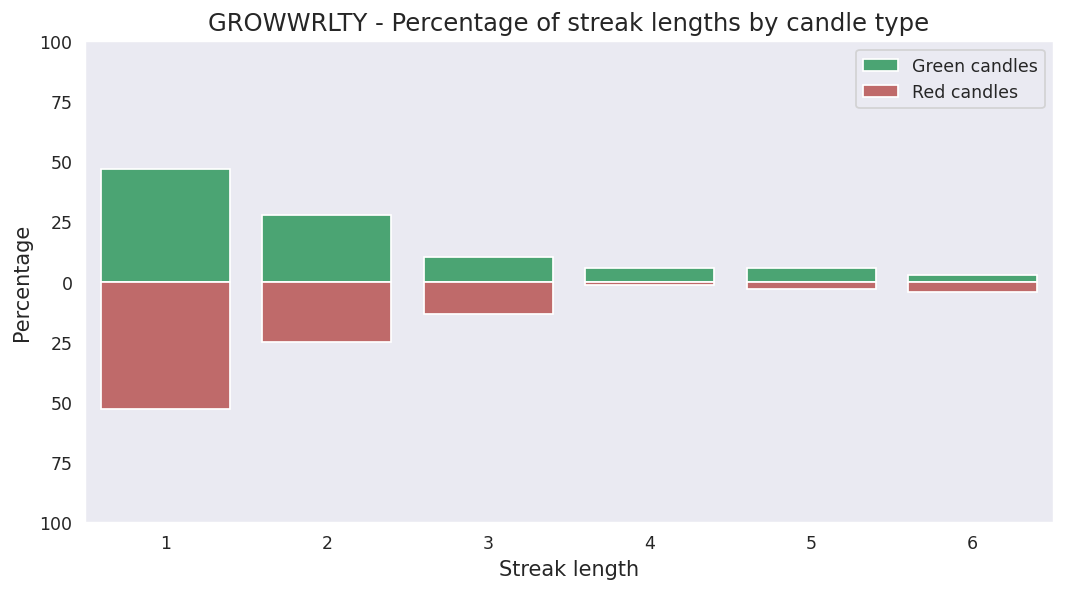 GROWWRLTY - Percentage of streak lengths by candle type
Green candles
Red candles
Percentage
100
75
50
25
0
25
50
75
100
1 2 3 4 5 6
Streak length